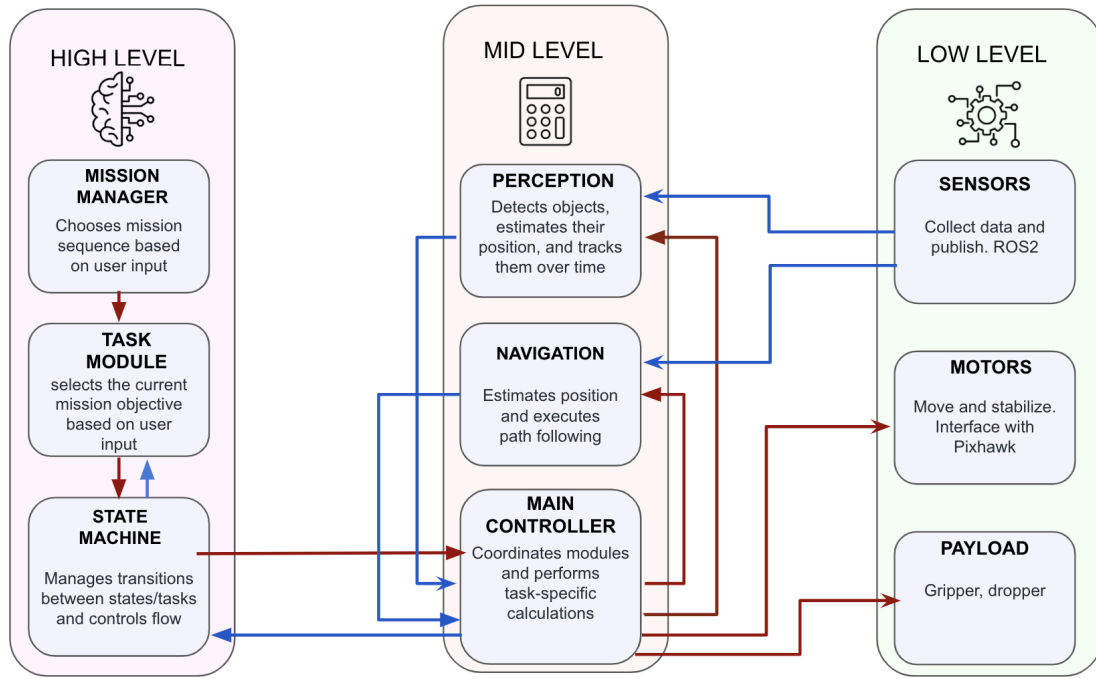 HIGH LEVEL
MISSION
MANAGER
Chooses mission
sequence based
on user input
TASK
MODULE
selects the current
mission objective
based on user
input
STATE
MACHINE
Manages transitions
between states/tasks
and controls flow
MID LEVEL
0
PERCEPTION
Detects objects,
estimates their
position, and tracks
them over time
NAVIGATION
Estimates position
and executes
path following
MAIN
CONTROLLER
Coordinates modules
and performs
task-specific
calculations
LOW LEVEL
SENSORS
Collect data and
publish. ROS2
MOTORS
Move and stabilize.
Interface with
Pixhawk
PAYLOAD
Gripper, dropper